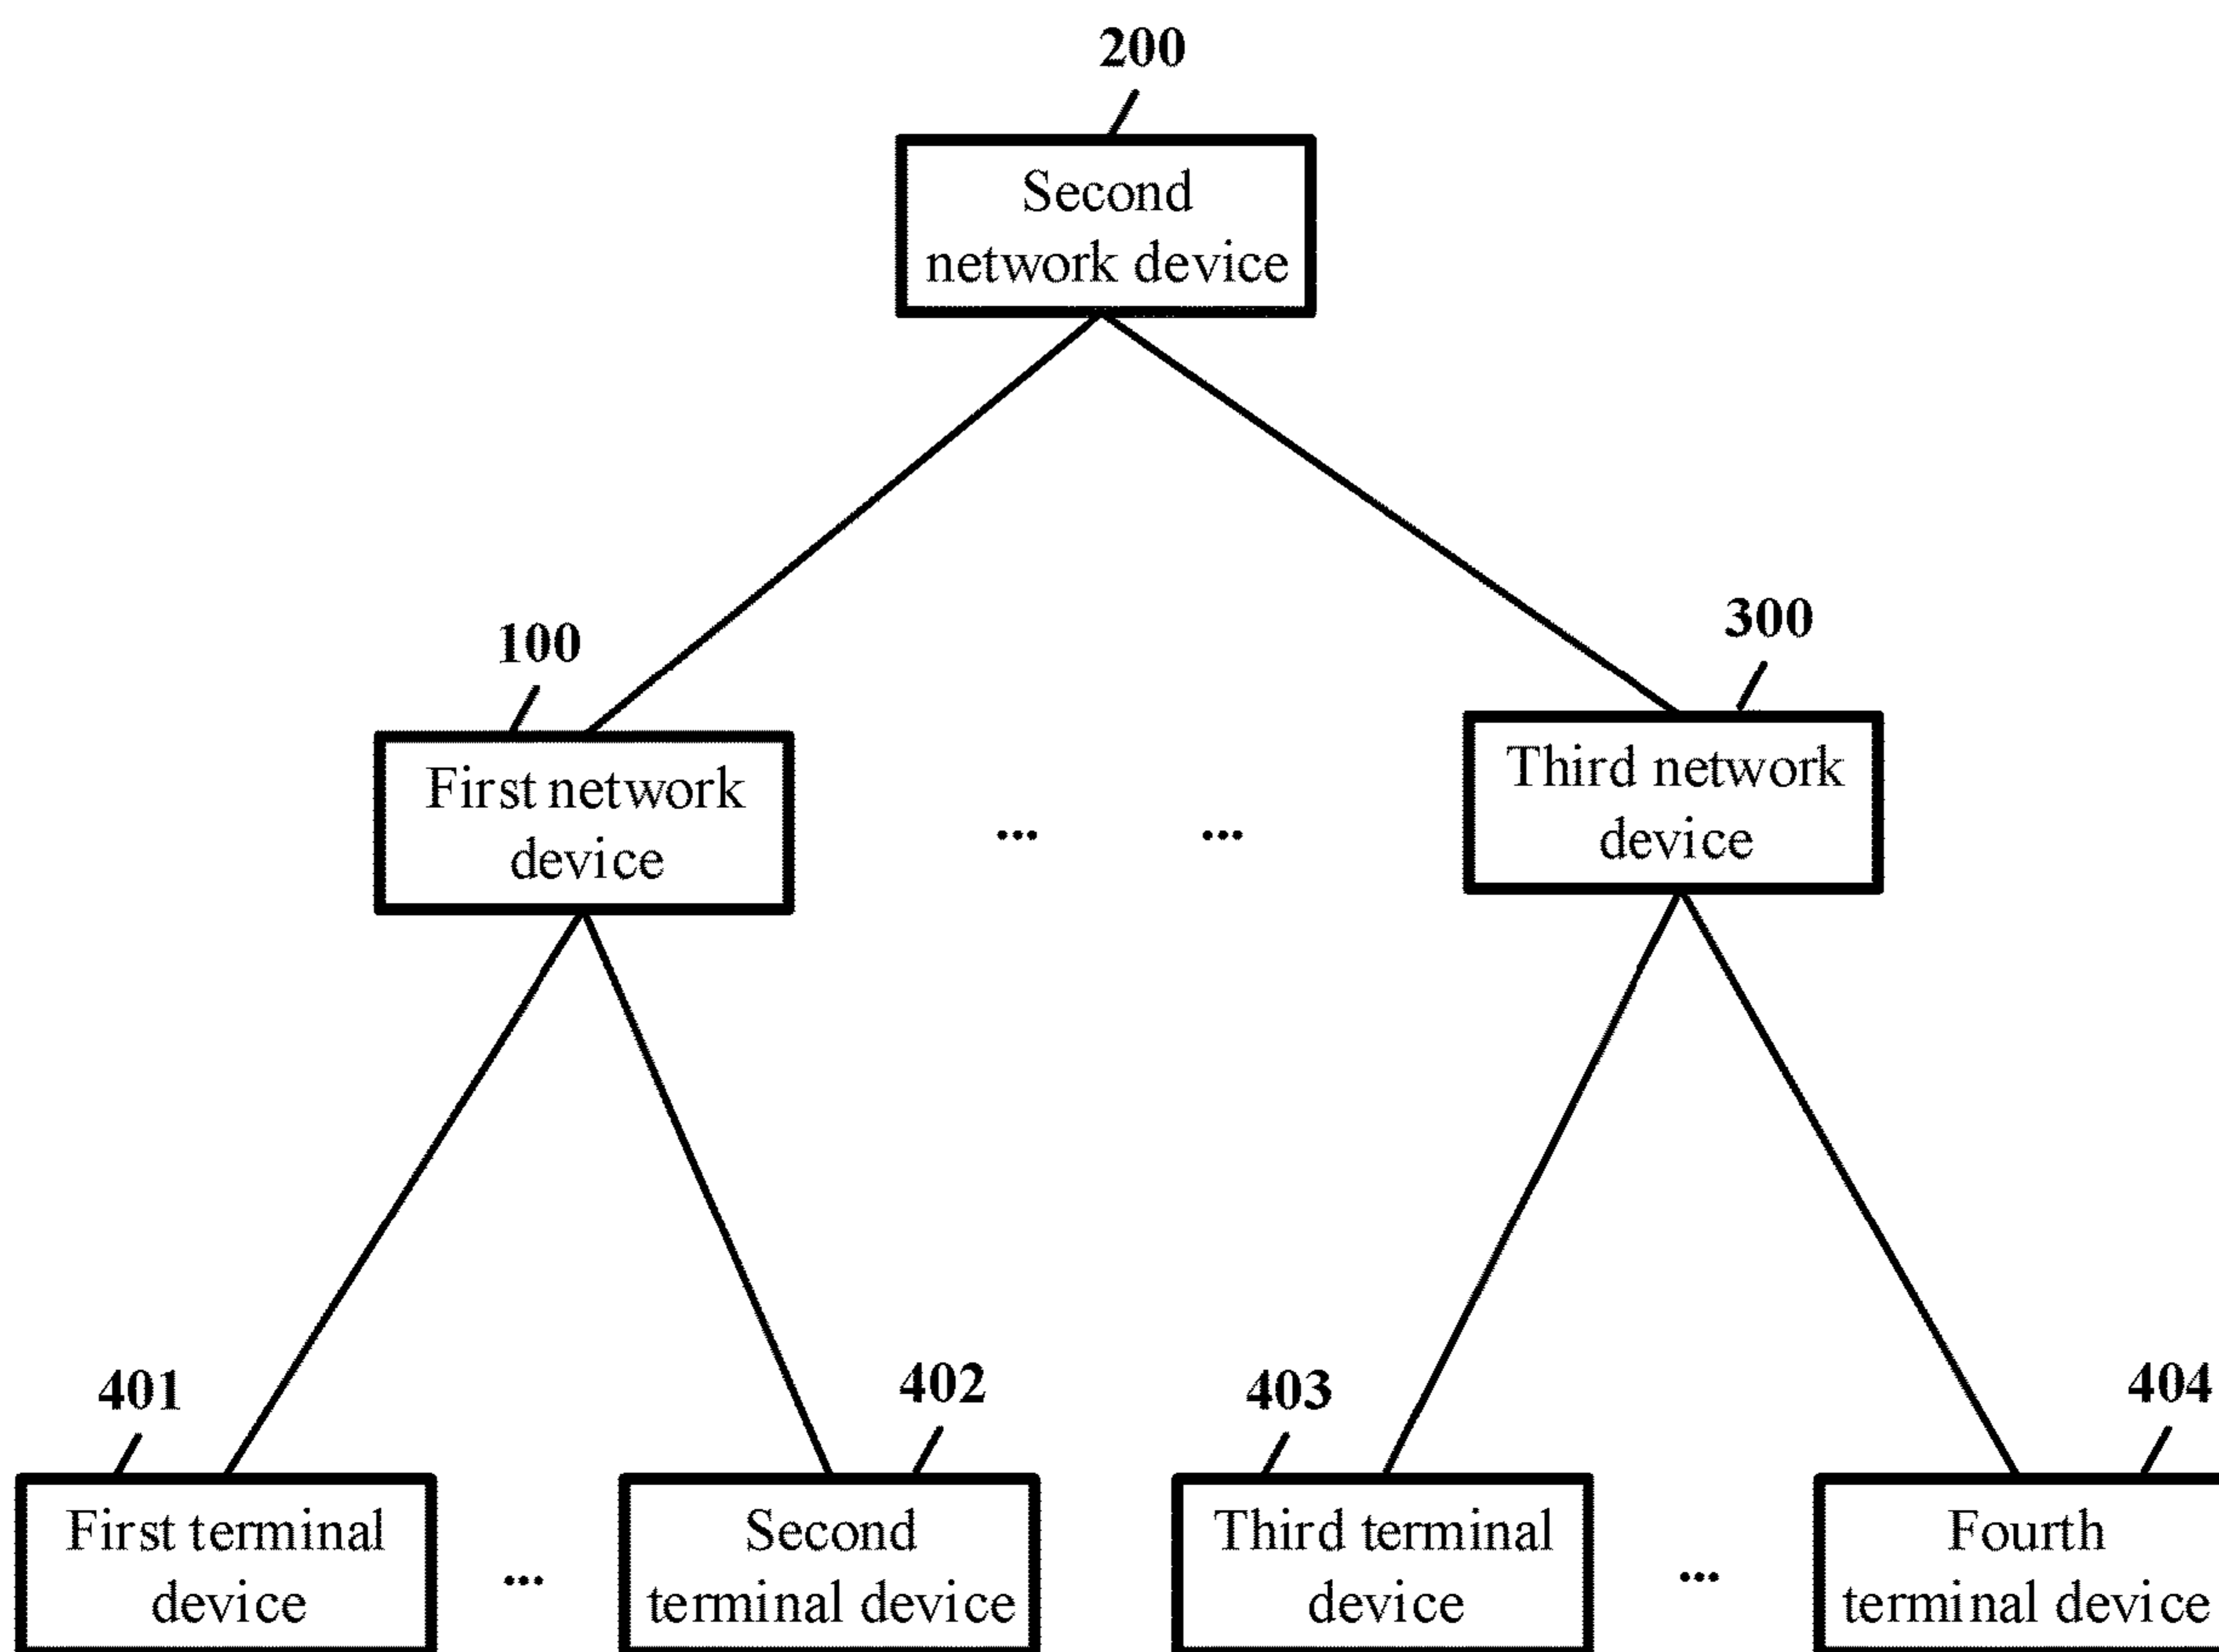 200
Second
network device
100
300
First network
device
...
...
Third network
device
401
402
403
404
First terminal
device
...
Second
terminal device
Third terminal
device
...
Fourth
terminal device